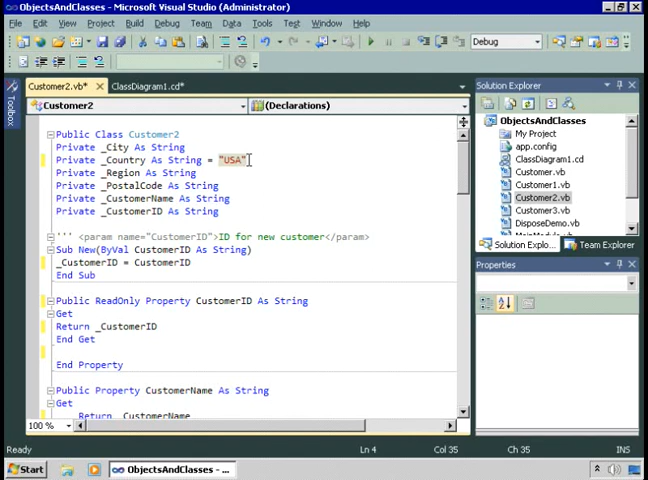 ObjectsAndClasses - Microsoft Visual Studio (Administrator)
File Edit View Project Build Debug Team Data Tools Test Window Help
Debug
Customer2.vb* ClassDiagram1.cd*
Solution Explorer
Toolbox
Customer2 (Declarations)
Public Class Customer2
Private _City As String
Private _Country As String = "USA"
Private _Region As String
Private _PostalCode As String
Private _CustomerName As String
Private _CustomerID As String
''' <param name="CustomerID">ID for new customer</param>
Sub New(ByVal CustomerID As String)
_CustomerID = CustomerID
End Sub
Public ReadOnly Property CustomerID As String
Get
Return _CustomerID
End Get
End Property
Public Property CustomerName As String
Get
Return _CustomerName
100 %
ObjectsAndClasses
My Project
app.config
ClassDiagram1.cd
Customer.vb
Customer1.vb
Customer2.vb
Customer3.vb
DisposeDemo.vb
Solution Explo... Team Explorer
Properties
Ready Ln 4 Col 35 Ch 35 INS
Start ObjectsAndClasses - ...